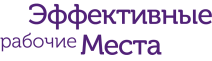 Эффективные
рабочие Места